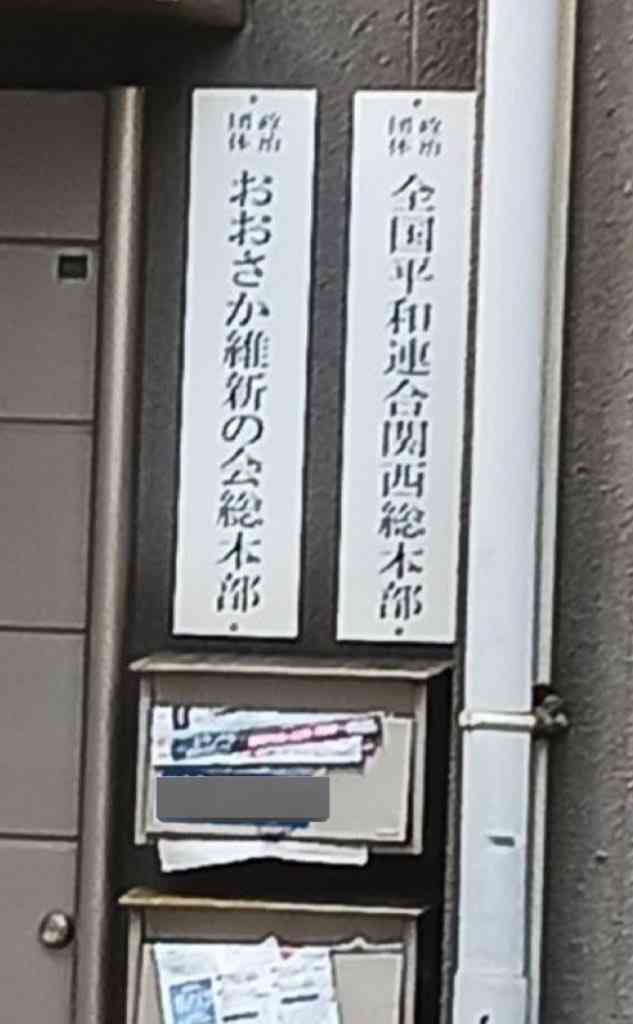 政治団体
全国平和連合関西総本部
政治団体
おおさか維新の会総本部